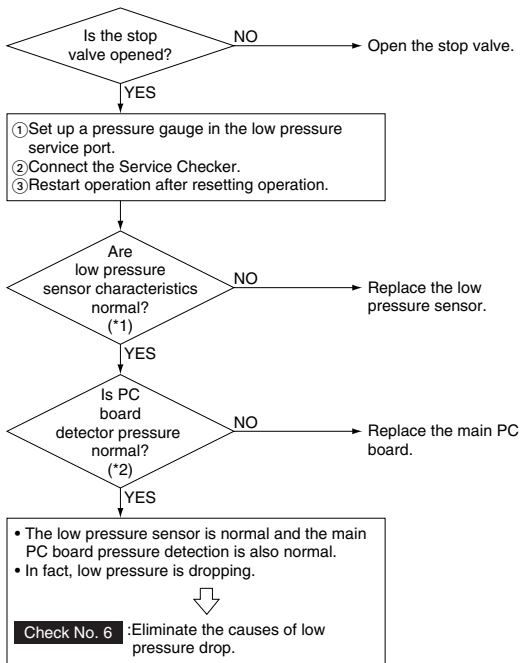 Is the stop
valve opened?
NO
Open the stop valve.
YES
①Set up a pressure gauge in the low pressure
service port.
②Connect the Service Checker.
③Restart operation after resetting operation.
Are
low pressure
sensor characteristics
normal?
(*1)
NO
Replace the low
pressure sensor.
YES
Is PC
board
detector pressure
normal?
(*2)
NO
Replace the main PC
board.
YES
• The low pressure sensor is normal and the main
PC board pressure detection is also normal.
• In fact, low pressure is dropping.
Check No. 6 :Eliminate the causes of low
pressure drop.